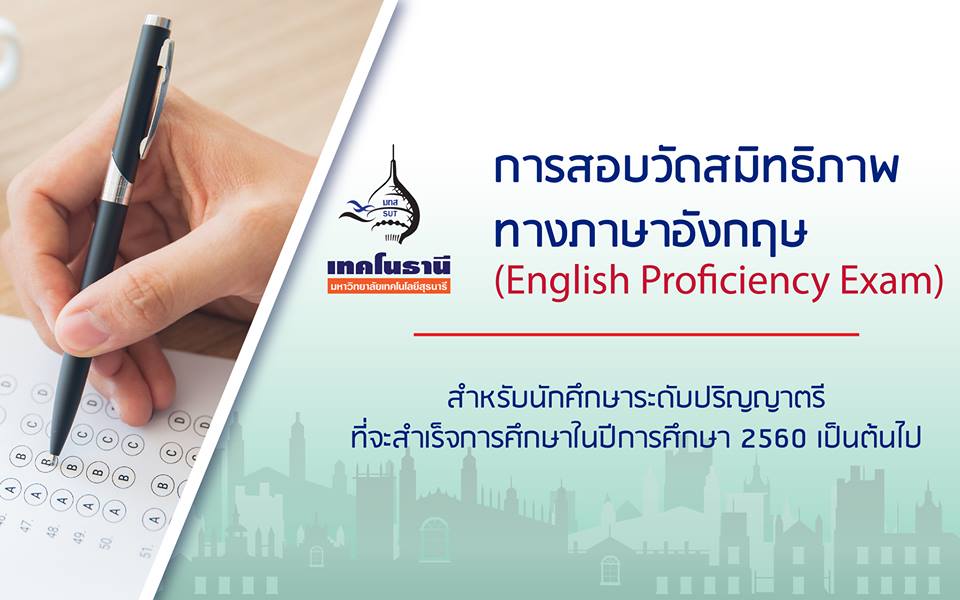 มทส
SUT
เทคโนธานี
มหาวิทยาลัยเทคโนโลยีสุรนารี
การสอบวัดสมิทธิภาพ
ทางภาษาอังกฤษ
(English Proficiency Exam)
สำหรับนักศึกษาระดับปริญญาตรี
ที่จะสำเร็จการศึกษาในปีการศึกษา 2560 เป็นต้นไป
D
D C
D C B
D C B A
C B A
B A
A
47.
48.
49.
50.
51.